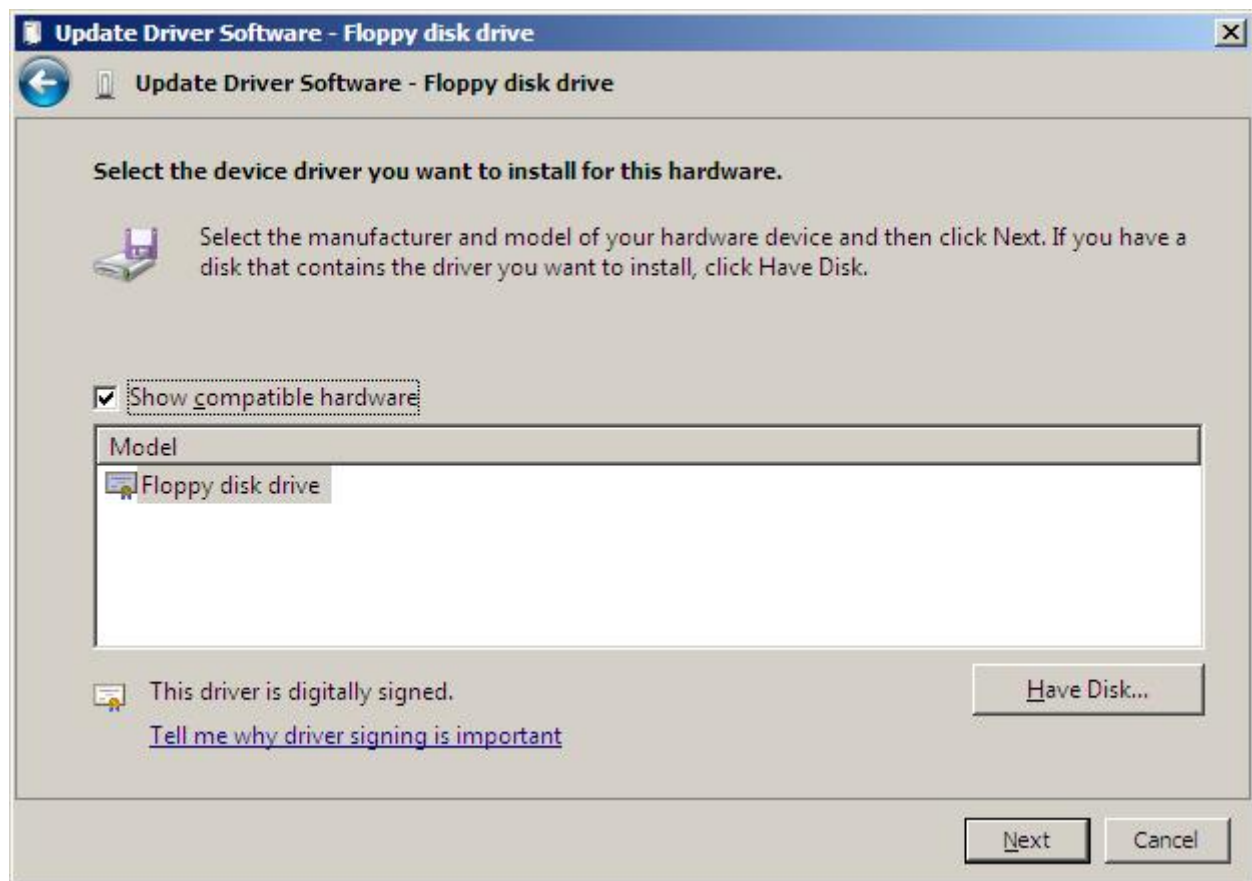 Update Driver Software - Floppy disk drive
Update Driver Software - Floppy disk drive
Select the device driver you want to install for this hardware.
Select the manufacturer and model of your hardware device and then click Next. If you have a
disk that contains the driver you want to install, click Have Disk.
Show compatible hardware
Model
Floppy disk drive
This driver is digitally signed.
Have Disk...
Tell me why driver signing is important
Next
Cancel